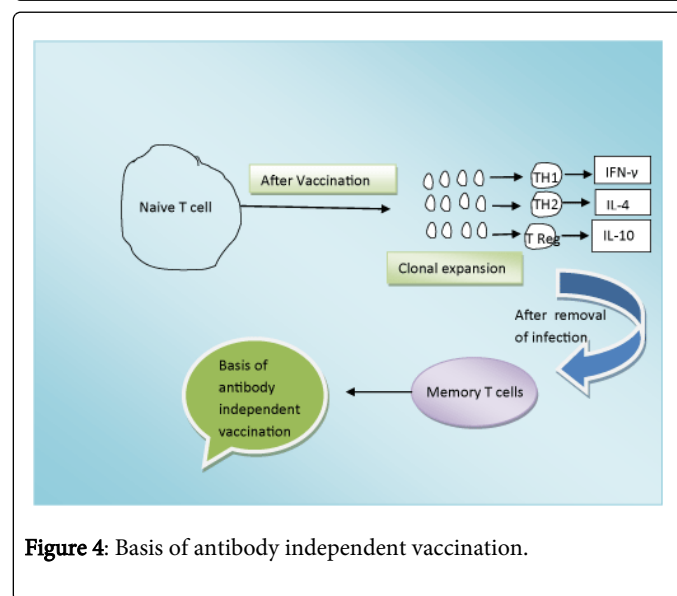 Naive T cell
After Vaccination
TH1
IFN-ν
TH2
IL-4
T Reg
IL-10
Clonal expansion
After removal
of infection
Memory T cells
Basis of
antibody
independent
vaccination
Figure 4: Basis of antibody independent vaccination.